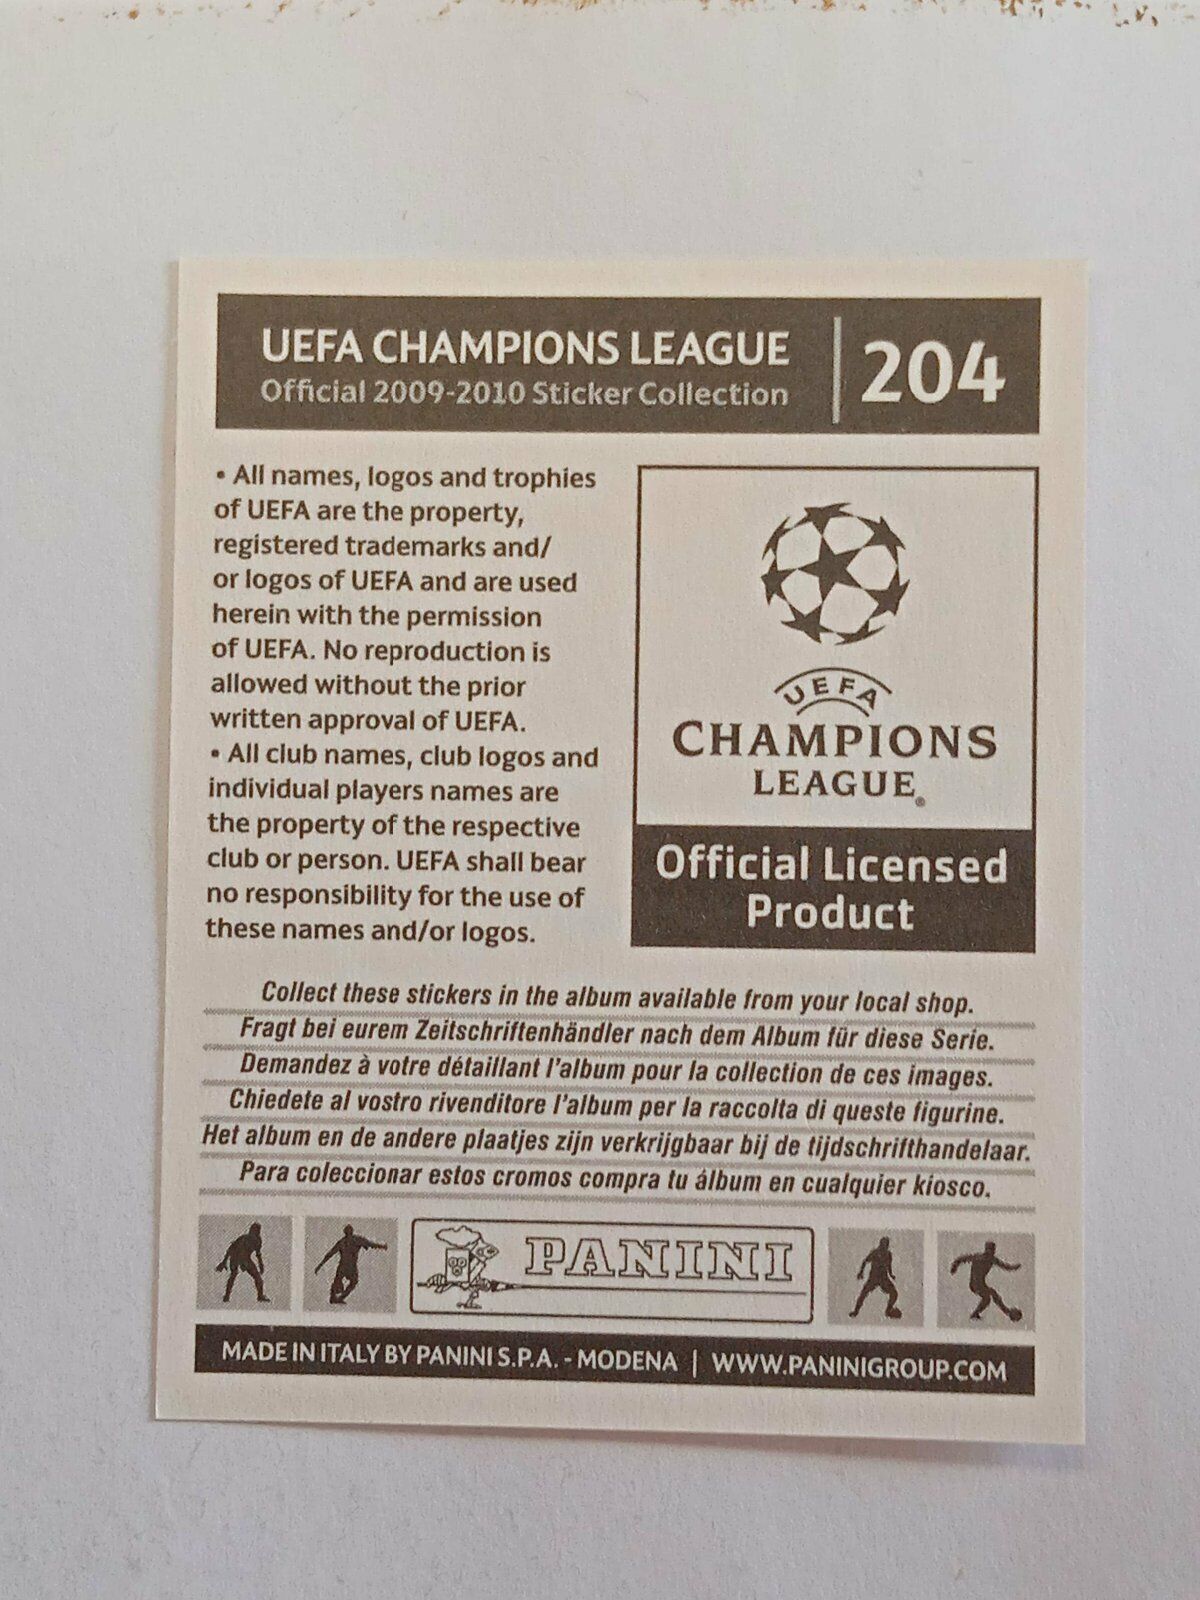 UEFA CHAMPIONS LEAGUE
Official 2009-2010 Sticker Collection
204
• All names, logos and trophies
of UEFA are the property,
registered trademarks and/
or logos of UEFA and are used
herein with the permission
of UEFA. No reproduction is
allowed without the prior
written approval of UEFA.
• All club names, club logos and
individual players names are
the property of the respective
club or person. UEFA shall bear
no responsibility for the use of
these names and/or logos.
UEFA
CHAMPIONS
LEAGUE®
Official Licensed
Product
Collect these stickers in the album available from your local shop.
Fragt bei eurem Zeitschriftenhändler nach dem Album für diese Serie.
Demandez à votre détaillant l'album pour la collection de ces images.
Chiedete al vostro rivenditore l'album per la raccolta di queste figurine.
Het album en de andere plaatjes zijn verkrijgbaar bij de tijdschrifthandelaar.
Para coleccionar estos cromos compra tu álbum en cualquier kiosco.
PANINI
MADE IN ITALY BY PANINI S.P.A. - MODENA | WWW.PANINIGROUP.COM